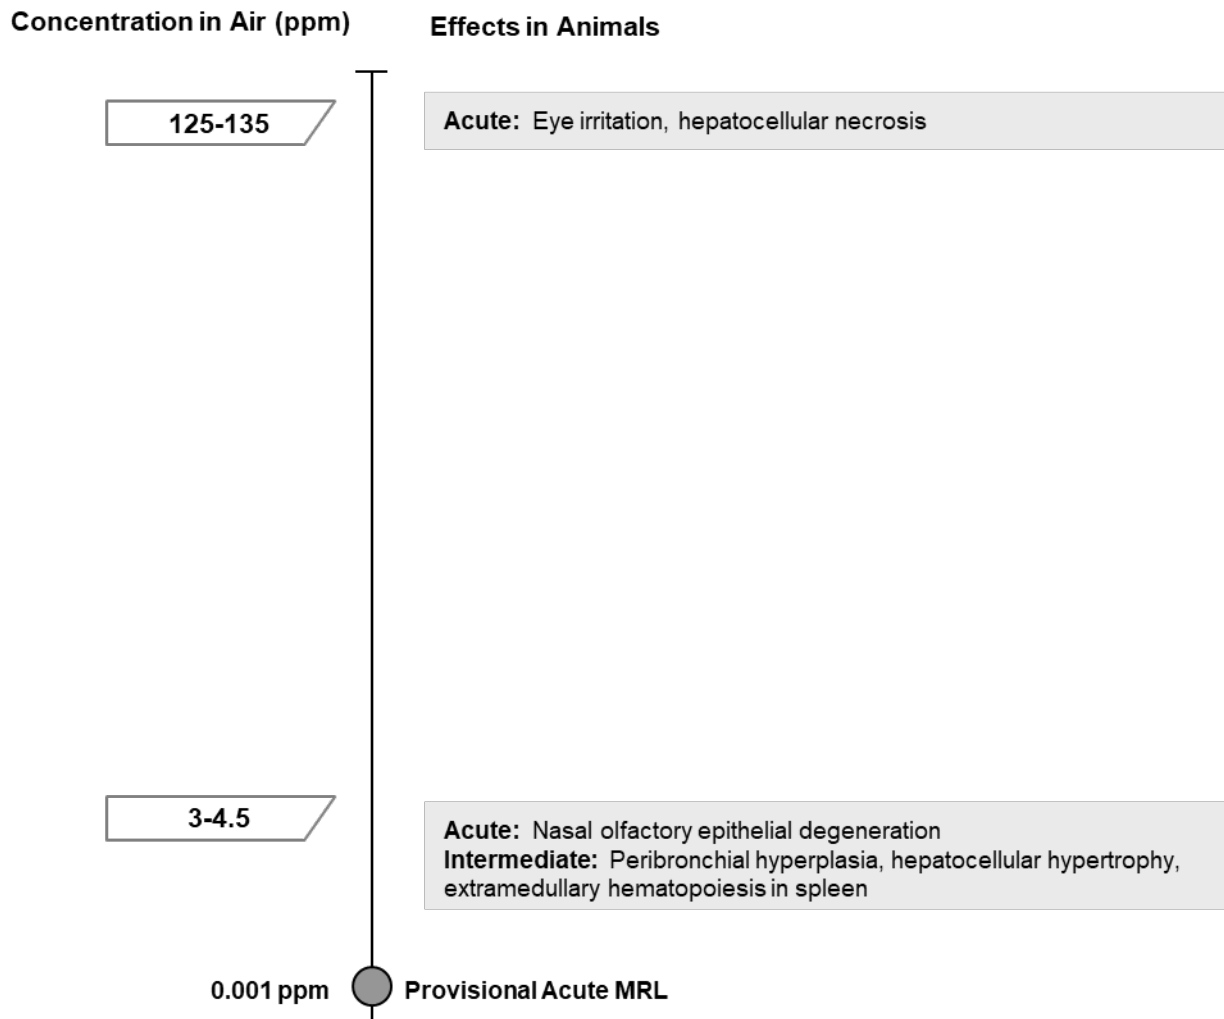 Concentration in Air (ppm)
Effects in Animals
125-135
Acute: Eye irritation, hepatocellular necrosis
3-4.5
Acute: Nasal olfactory epithelial degeneration
Intermediate: Peribronchial hyperplasia, hepatocellular hypertrophy,
extramedullary hematopoiesis in spleen
0.001 ppm
Provisional Acute MRL